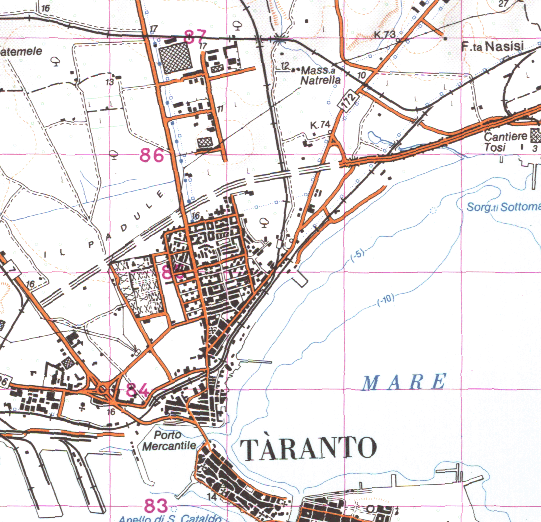 16
27
17
87
17
K.73
F.ta Nasisi
atemele
12
Mass.a
Natrella
10
13
172
11
K.74
Cantiere
Tosi
3
86
IL PADULE
16
Sorg.ti Sottoma
(-5)
7
16
85
(-10)
84
MARE
16
Porto
Mercantile
TÀRANTO
14
83
Anello di S. Cataldo